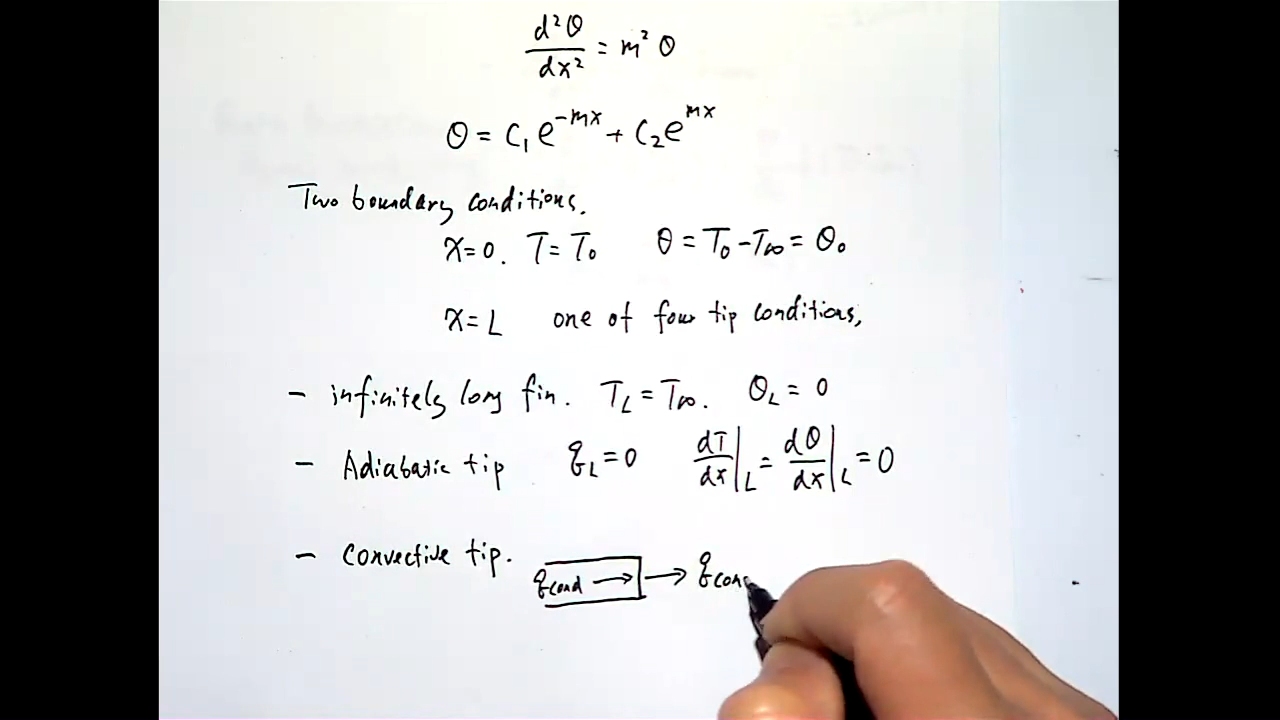 d²θ/dx² = m² θ
θ = C₁e^(-mx) + C₂e^(mx)
Two boundary conditions.
x=0. T=T₀ θ = T₀-T∞ = θ₀
x=L one of four tip conditions,
- infinitely long fin. T_L = T∞. θ_L = 0
- Adiabatic tip q_L=0 dT/dx|_L = dθ/dx|_L = 0
- Convective tip. q_cond → → q_con